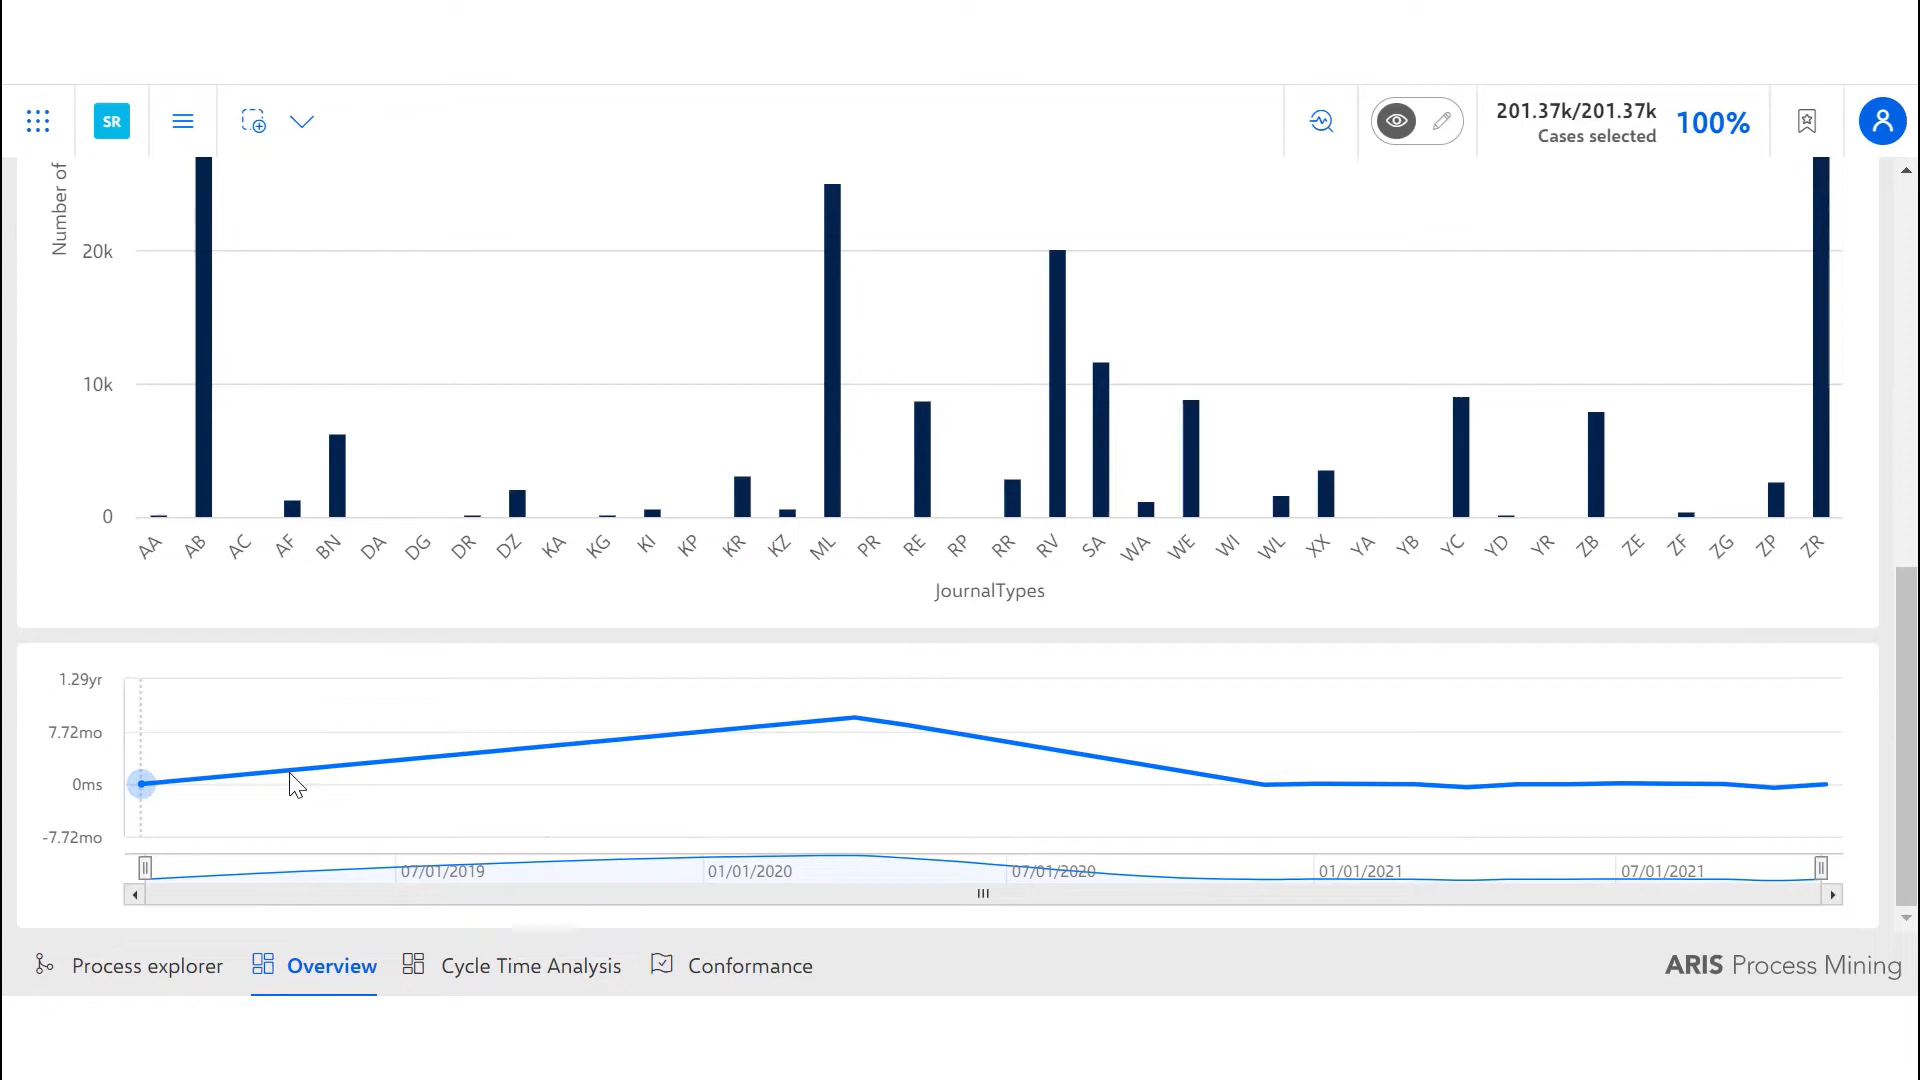 SR
201.37k/201.37k
Cases selected
100%
Number of
20k
10k
0
AA AB AC AF BN DA DG DR DZ KA KG KI KP KR KZ ML PR RE RP RR RV SA WA WE WI WL XX YA YB YC YD YR ZB ZE ZF ZG ZP ZR
JournalTypes
1.29yr
7.72mo
0ms
-7.72mo
07/01/2019 01/01/2020 07/01/2020 01/01/2021 07/01/2021
Process explorer Overview Cycle Time Analysis Conformance
ARIS Process Mining